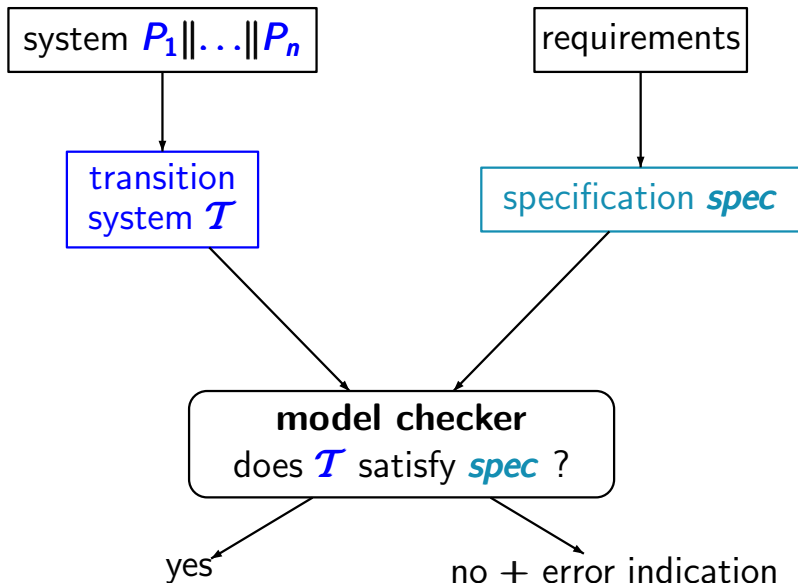 system P₁‖...‖Pₙ
requirements
transition
system 𝒯
specification spec
model checker
does 𝒯 satisfy spec ?
yes
no + error indication